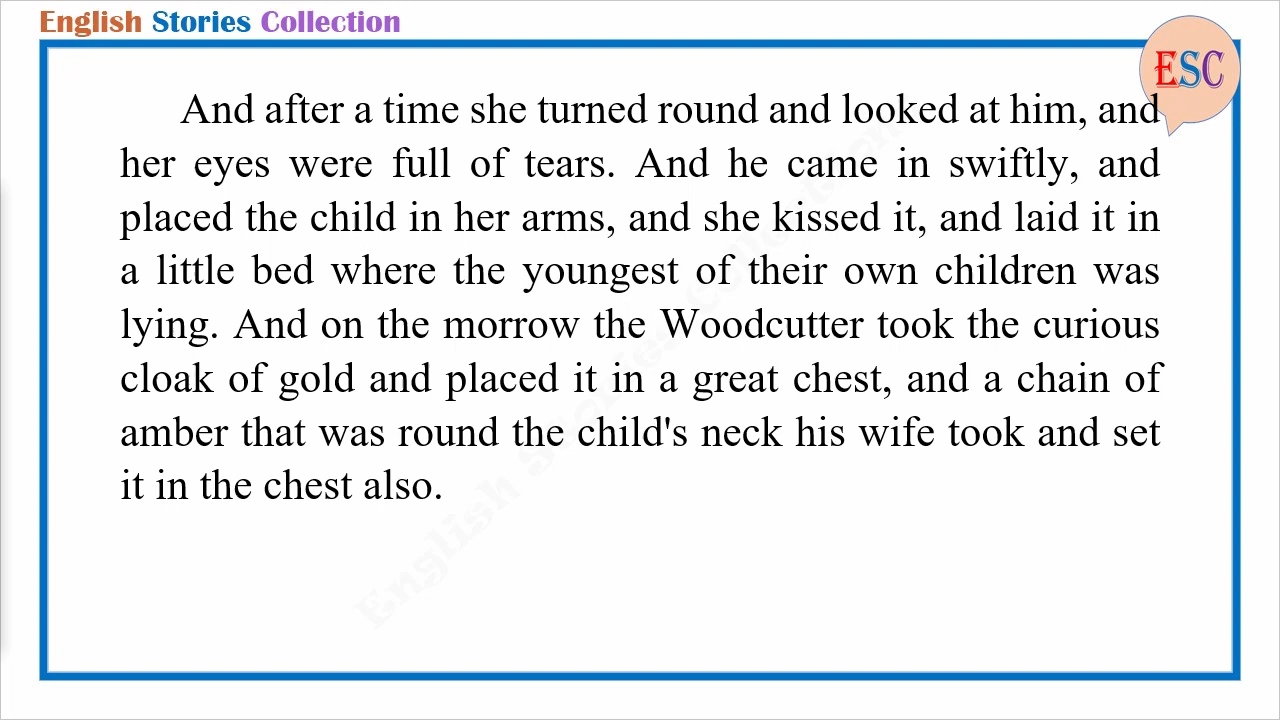 English Stories Collection
ESC
And after a time she turned round and looked at him, and
her eyes were full of tears. And he came in swiftly, and
placed the child in her arms, and she kissed it, and laid it in
a little bed where the youngest of their own children was
lying. And on the morrow the Woodcutter took the curious
cloak of gold and placed it in a great chest, and a chain of
amber that was round the child's neck his wife took and set
it in the chest also.
English Stories Collection